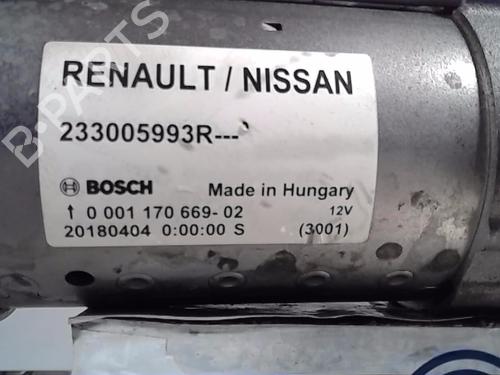 RENAULT / NISSAN
233005993R---
BOSCH Made in Hungary
↑ 0 001 170 669-02 12V
20180404 0:00:00 S (3001)
B-PARTS